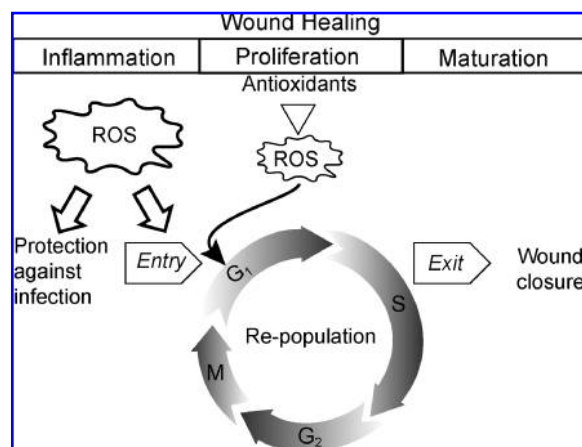 Wound Healing
Inflammation
Proliferation
Maturation
Antioxidants
ROS
ROS
Protection
against
infection
Entry
G1
Exit
Wound
closure
S
Re-population
M
G2